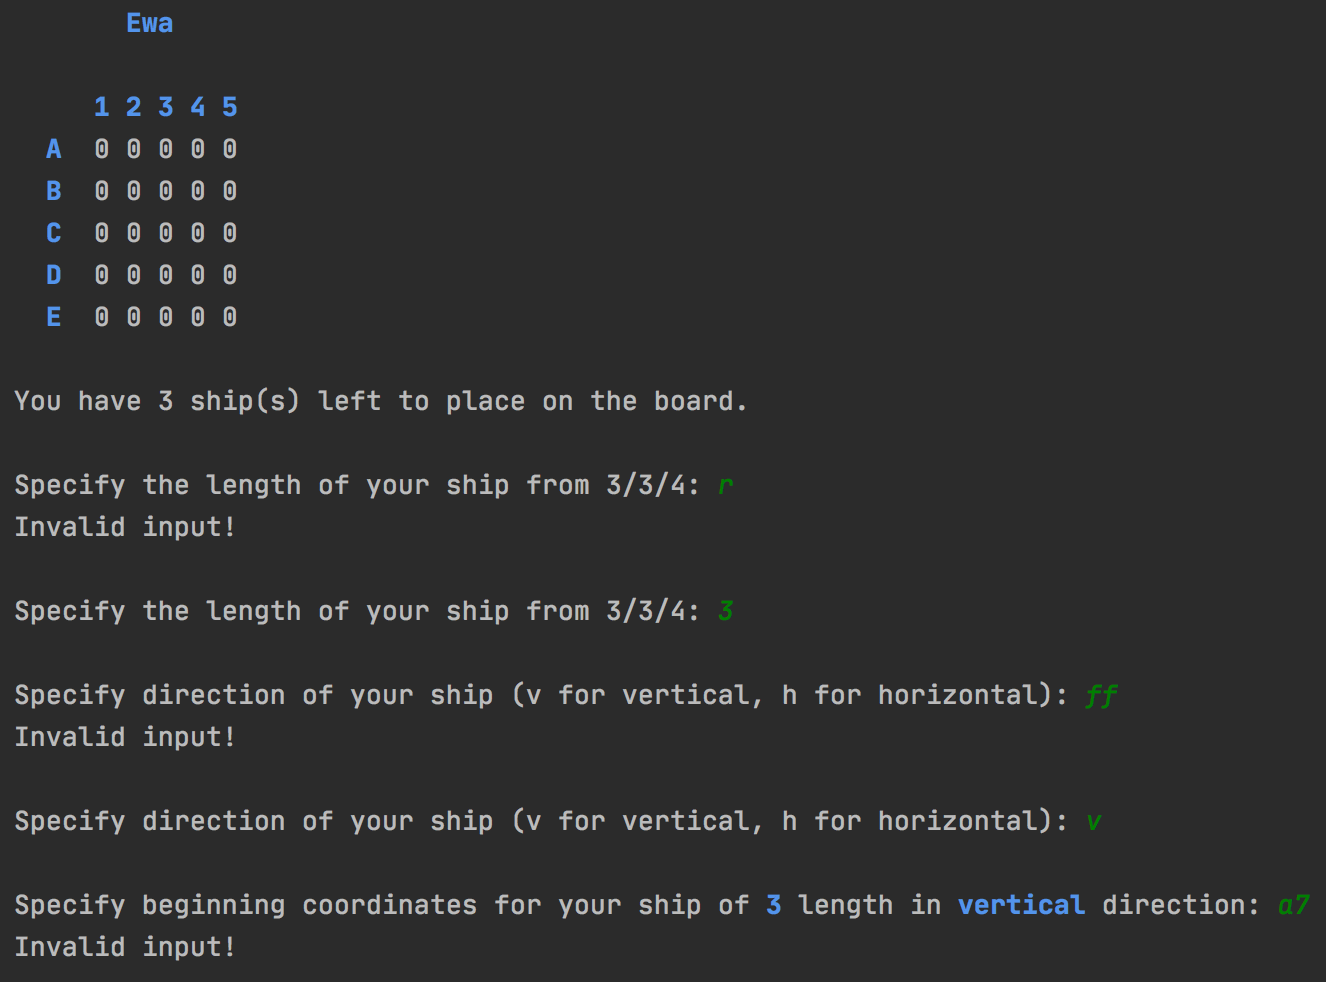 Ewa
1 2 3 4 5
A 0 0 0 0 0
B 0 0 0 0 0
C 0 0 0 0 0
D 0 0 0 0 0
E 0 0 0 0 0
You have 3 ship(s) left to place on the board.
Specify the length of your ship from 3/3/4: r
Invalid input!
Specify the length of your ship from 3/3/4: 3
Specify direction of your ship (v for vertical, h for horizontal): ff
Invalid input!
Specify direction of your ship (v for vertical, h for horizontal): v
Specify beginning coordinates for your ship of 3 length in vertical direction: a7
Invalid input!